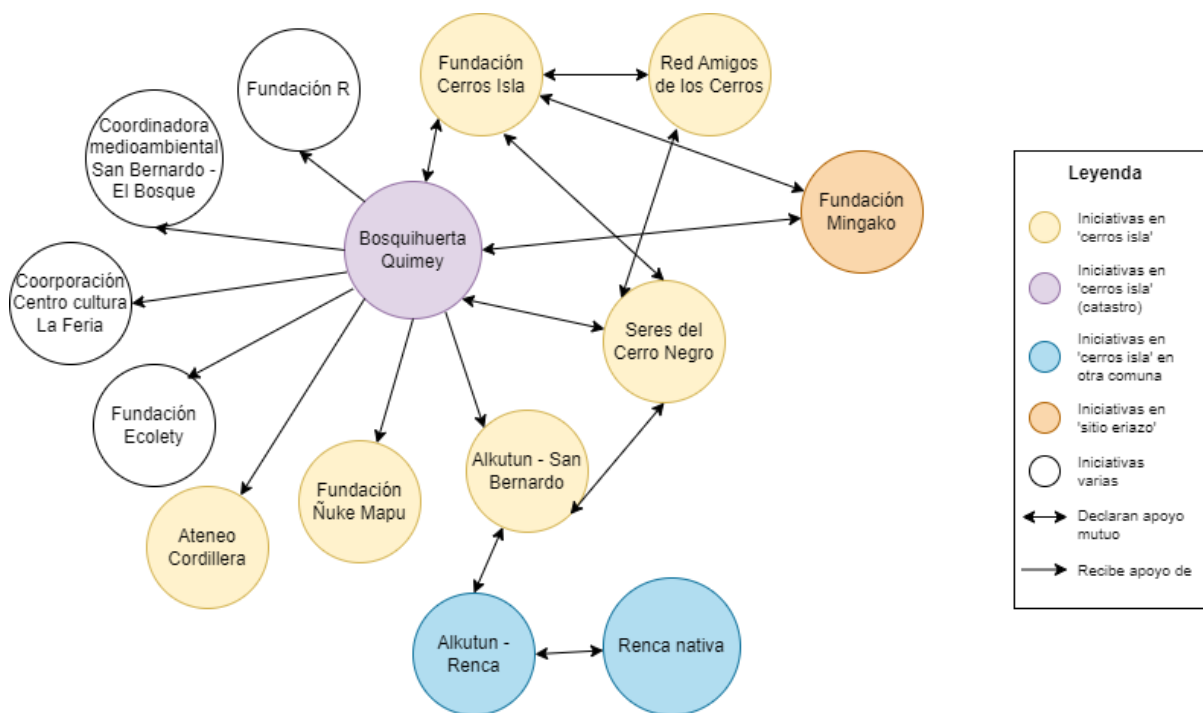 Fundación
Cerros Isla
Red Amigos
de los Cerros
Fundación R
Coordinadora
medioambiental
San Bernardo -
El Bosque
Fundación
Mingako
Bosquihuerta
Quimey
Coorporación
Centro cultura
La Feria
Seres del
Cerro Negro
Fundación
Ecolety
Alkutun - San
Bernardo
Fundación
Ñuke Mapu
Ateneo
Cordillera
Alkutun -
Renca
Renca nativa
Leyenda
Iniciativas en
'cerros isla'
Iniciativas en
'cerros isla'
(catastro)
Iniciativas en
'cerros isla' en
otra comuna
Iniciativas en
'sitio eriazo'
Iniciativas
varias
Declaran apoyo
mutuo
Recibe apoyo de